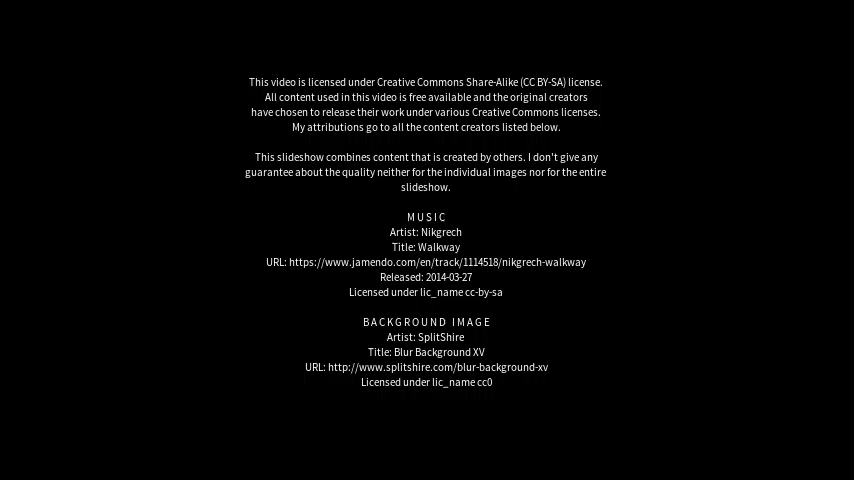 This video is licensed under Creative Commons Share-Alike (CC BY-SA) license.
All content used in this video is free available and the original creators
have chosen to release their work under various Creative Commons licenses.
My attributions go to all the content creators listed below.
This slideshow combines content that is created by others. I don't give any
guarantee about the quality neither for the individual images nor for the entire
slideshow.
MUSIC
Artist: Nikgrech
Title: Walkway
URL: https://www.jamendo.com/en/track/1114518/nikgrech-walkway
Released: 2014-03-27
Licensed under lic_name cc-by-sa
BACKGROUND IMAGE
Artist: SplitShire
Title: Blur Background XV
URL: http://www.splitshire.com/blur-background-xv
Licensed under lic_name cc0